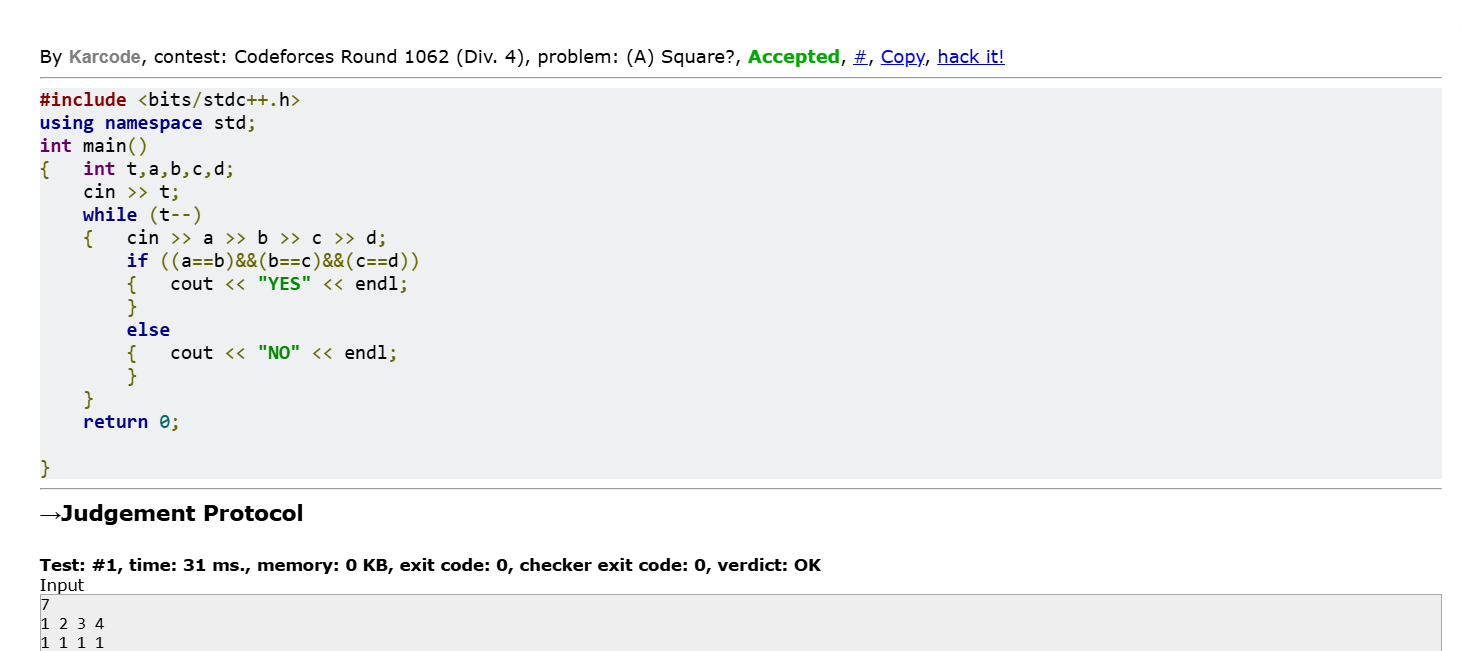 By Karcode, contest: Codeforces Round 1062 (Div. 4), problem: (A) Square?, Accepted, #, Copy, hack it!
#include <bits/stdc++.h>
using namespace std;
int main()
{   int t,a,b,c,d;
    cin >> t;
    while (t--)
    {   cin >> a >> b >> c >> d;
        if ((a==b)&&(b==c)&&(c==d))
        {   cout << "YES" << endl;
        }
        else
        {   cout << "NO" << endl;
        }
    }
    return 0;
}
→Judgement Protocol
Test: #1, time: 31 ms., memory: 0 KB, exit code: 0, checker exit code: 0, verdict: OK
Input
7
1 2 3 4
1 1 1 1